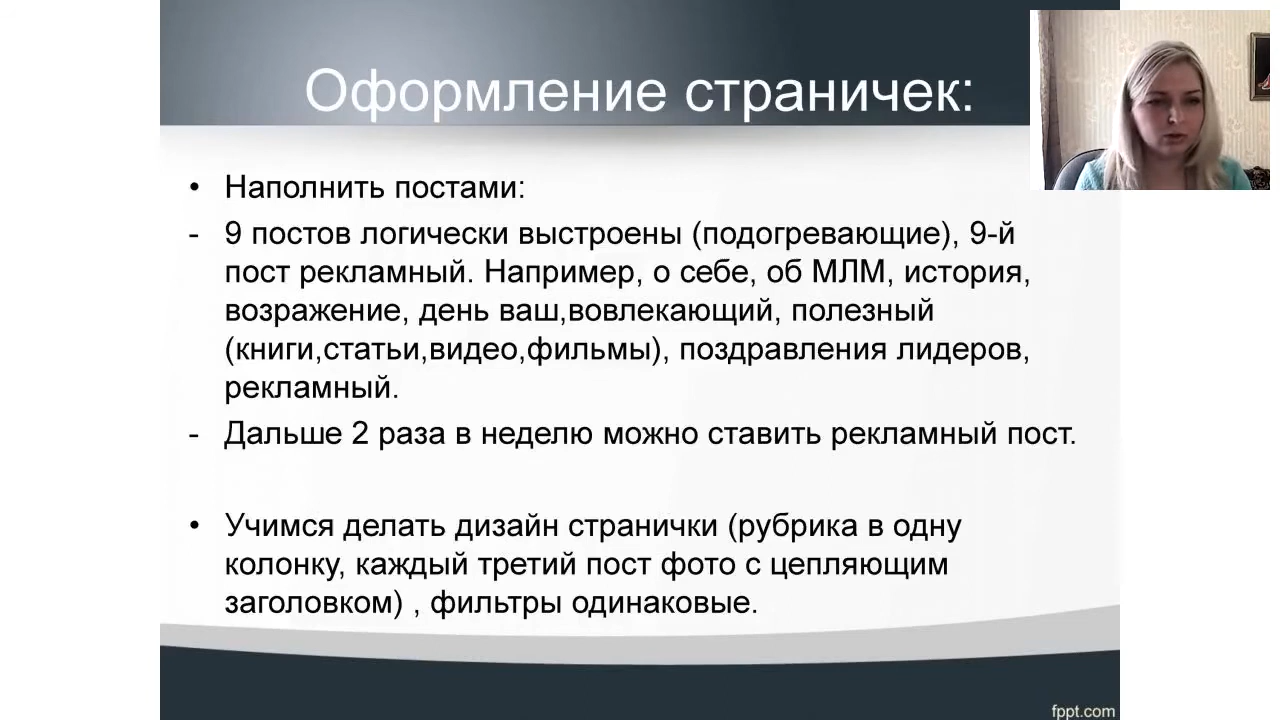 Оформление страничек:
• Наполнить постами:
- 9 постов логически выстроены (подогревающие), 9-й
пост рекламный. Например, о себе, об МЛМ, история,
возражение, день ваш,вовлекающий, полезный
(книги,статьи,видео,фильмы), поздравления лидеров,
рекламный.
- Дальше 2 раза в неделю можно ставить рекламный пост.
• Учимся делать дизайн странички (рубрика в одну
колонку, каждый третий пост фото с цепляющим
заголовком) , фильтры одинаковые.
fppt.com